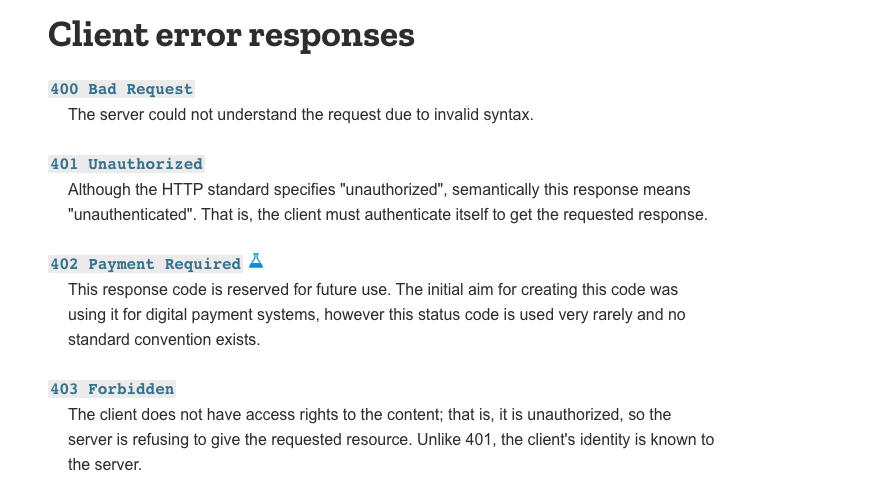 Client error responses
400 Bad Request
The server could not understand the request due to invalid syntax.
401 Unauthorized
Although the HTTP standard specifies "unauthorized", semantically this response means
"unauthenticated". That is, the client must authenticate itself to get the requested response.
402 Payment Required
This response code is reserved for future use. The initial aim for creating this code was
using it for digital payment systems, however this status code is used very rarely and no
standard convention exists.
403 Forbidden
The client does not have access rights to the content; that is, it is unauthorized, so the
server is refusing to give the requested resource. Unlike 401, the client's identity is known to
the server.